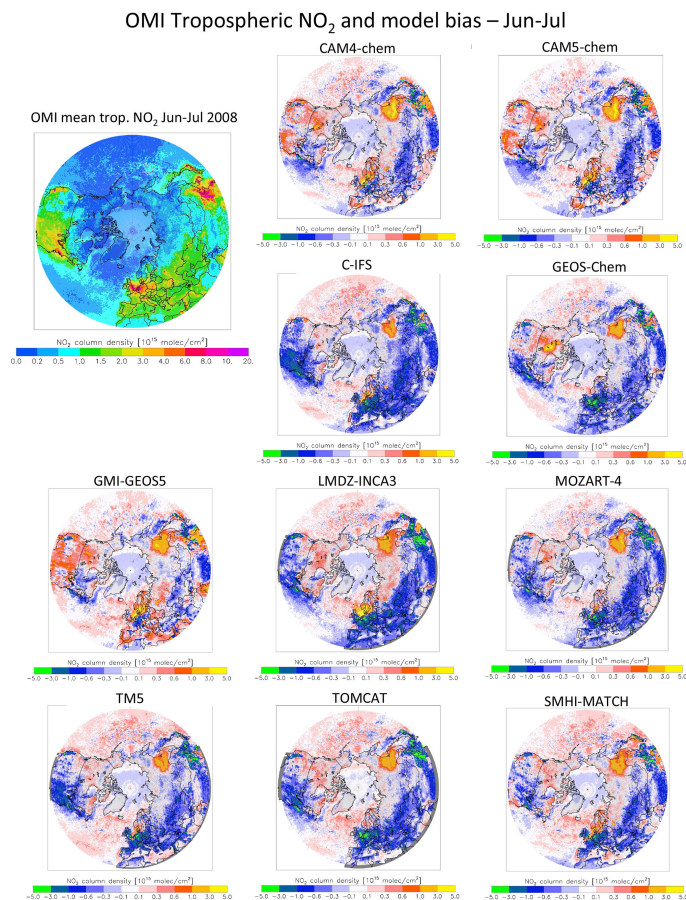 OMI Tropospheric NO2 and model bias – Jun-Jul
CAM4-chem
CAM5-chem
OMI mean trop. NO2 Jun-Jul 2008
NO2 column density [10^15 molec/cm^2]
-5.0 -3.0 -1.0 -0.6 -0.3 -0.1 0.1 0.3 0.6 1.0 3.0 5.0
NO2 column density [10^15 molec/cm^2]
-5.0 -3.0 -1.0 -0.6 -0.3 -0.1 0.1 0.3 0.6 1.0 3.0 5.0
C-IFS
GEOS-Chem
NO2 column density [10^15 molec/cm^2]
0.0 0.2 0.5 1.0 1.5 2.0 3.0 4.0 6.0 8.0 10. 20.
NO2 column density [10^15 molec/cm^2]
-5.0 -3.0 -1.0 -0.6 -0.3 -0.1 0.1 0.3 0.6 1.0 3.0 5.0
NO2 column density [10^15 molec/cm^2]
-5.0 -3.0 -1.0 -0.6 -0.3 -0.1 0.1 0.3 0.6 1.0 3.0 5.0
GMI-GEOS5
LMDZ-INCA3
MOZART-4
NO2 column density [10^15 molec/cm^2]
-5.0 -3.0 -1.0 -0.6 -0.3 -0.1 0.1 0.3 0.6 1.0 3.0 5.0
NO2 column density [10^15 molec/cm^2]
-5.0 -3.0 -1.0 -0.6 -0.3 -0.1 0.1 0.3 0.6 1.0 3.0 5.0
NO2 column density [10^15 molec/cm^2]
-5.0 -3.0 -1.0 -0.6 -0.3 -0.1 0.1 0.3 0.6 1.0 3.0 5.0
TM5
TOMCAT
SMHI-MATCH
NO2 column density [10^15 molec/cm^2]
-5.0 -3.0 -1.0 -0.6 -0.3 -0.1 0.1 0.3 0.6 1.0 3.0 5.0
NO2 column density [10^15 molec/cm^2]
-5.0 -3.0 -1.0 -0.6 -0.3 -0.1 0.1 0.3 0.6 1.0 3.0 5.0
NO2 column density [10^15 molec/cm^2]
-5.0 -3.0 -1.0 -0.6 -0.3 -0.1 0.1 0.3 0.6 1.0 3.0 5.0